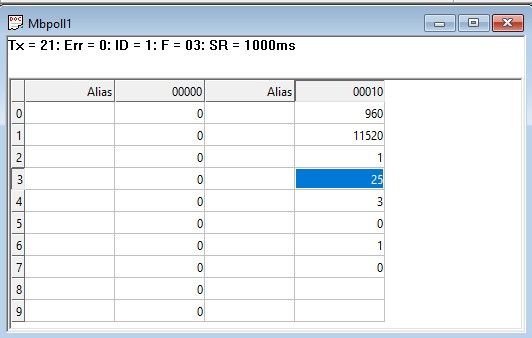 Mbpoll1
Tx = 21: Err = 0: ID = 1: F = 03: SR = 1000ms
Alias 00000 Alias 00010
0 0 960
1 0 11520
2 0 1
3 0 25
4 0 3
5 0 0
6 0 1
7 0 0
8 0
9 0